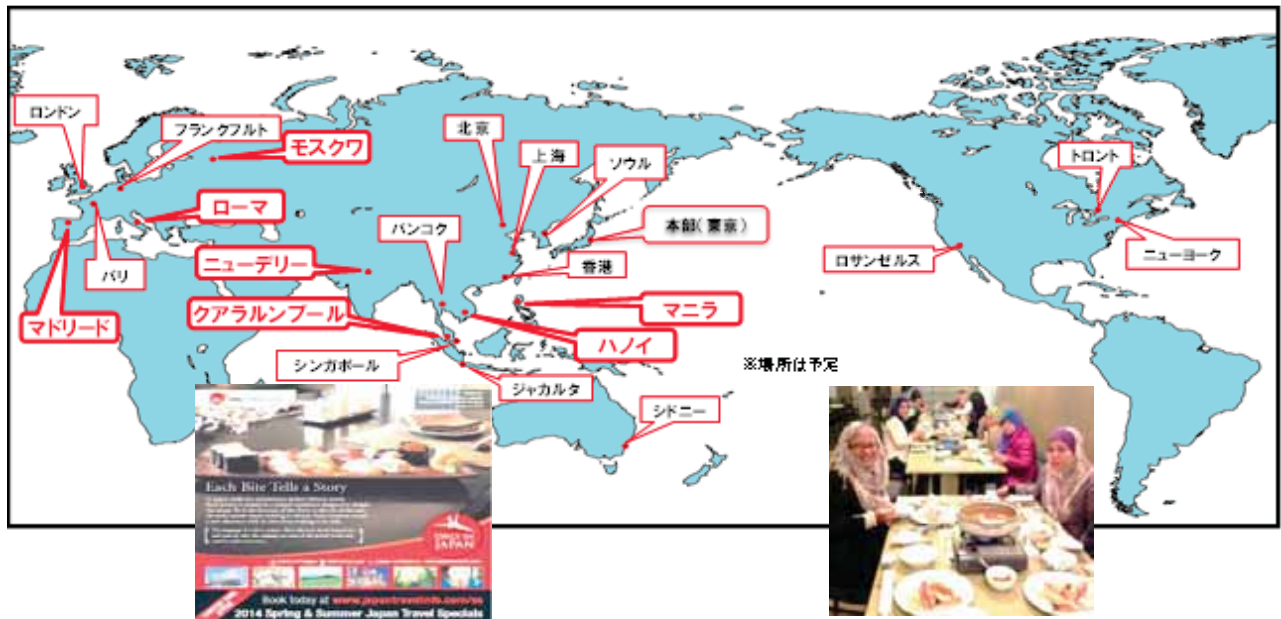 ロンドン
フランクフルト
モスクワ
北京
上海
ソウル
トロント
ローマ
バンコク
本部(東京)
パリ
ニューデリー
香港
ロサンゼルス
ニューヨーク
マドリード
クアラルンプール
マニラ
ハノイ
シンガポール
※場所は予定
ジャカルタ
シドニー
Each Bite Tells a Story
JAPAN
Book today at www.japantravelinfo.com/ss
2014 Spring & Summer Japan Travel Specials